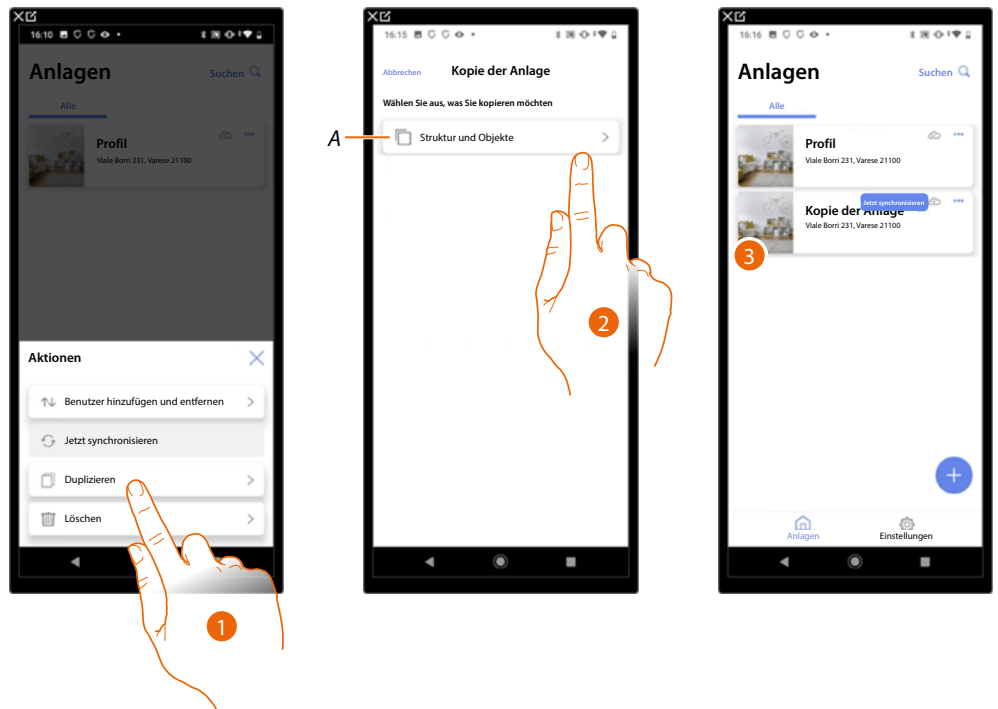 16:10
Anlagen
Suchen
Alle
Profil
Viale Borri 231, Varese 21100
Aktionen
Benutzer hinzufügen und entfernen
Jetzt synchronisieren
Duplizieren
Löschen
1
16:15
Abbrechen
Kopie der Anlage
Wählen Sie aus, was Sie kopieren möchten
A
Struktur und Objekte
2
16:16
Anlagen
Suchen
Alle
Profil
Viale Borri 231, Varese 21100
Jetzt synchronisieren
Kopie der Anlage
Viale Borri 231, Varese 21100
3
Anlagen
Einstellungen